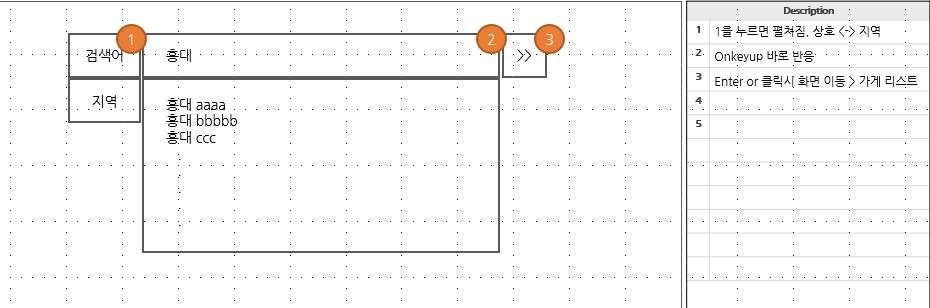 1
2
3
검색어
홍대
>>
지역
홍대 aaaa
홍대 bbbbb
홍대 ccc
Description
1 1을 누르면 펼쳐짐, 상호 <-> 지역
2 Onkeyup 바로 반응
3 Enter or 클릭시 화면 이동 > 가게 리스트
4
5